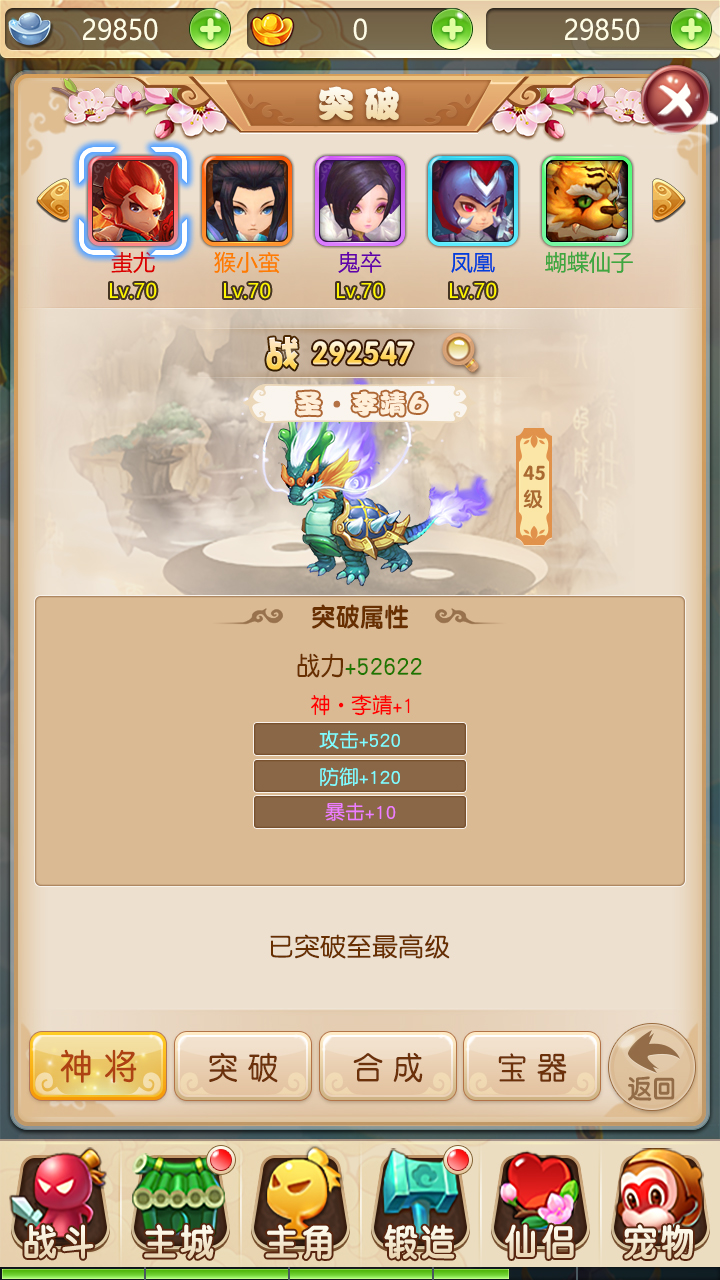 29850 0 29850
突破
蚩尤 猴小蛮 鬼卒 凤凰 蝴蝶仙子
Lv.70 Lv.70 Lv.70 Lv.70
战 292547
圣·李靖6
45级
突破属性
战力+52622
神·李靖+1
攻击+520
防御+120
暴击+10
已突破至最高级
神将 突破 合成 宝器 返回
战斗 主城 主角 锻造 仙侣 宠物